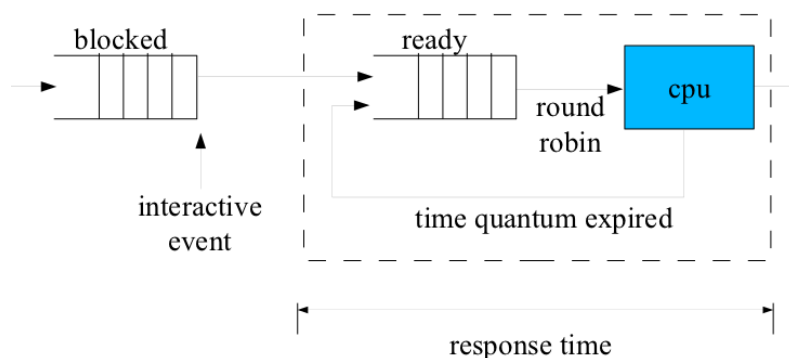 blocked
ready
cpu
round
robin
interactive
event
time quantum expired
response time